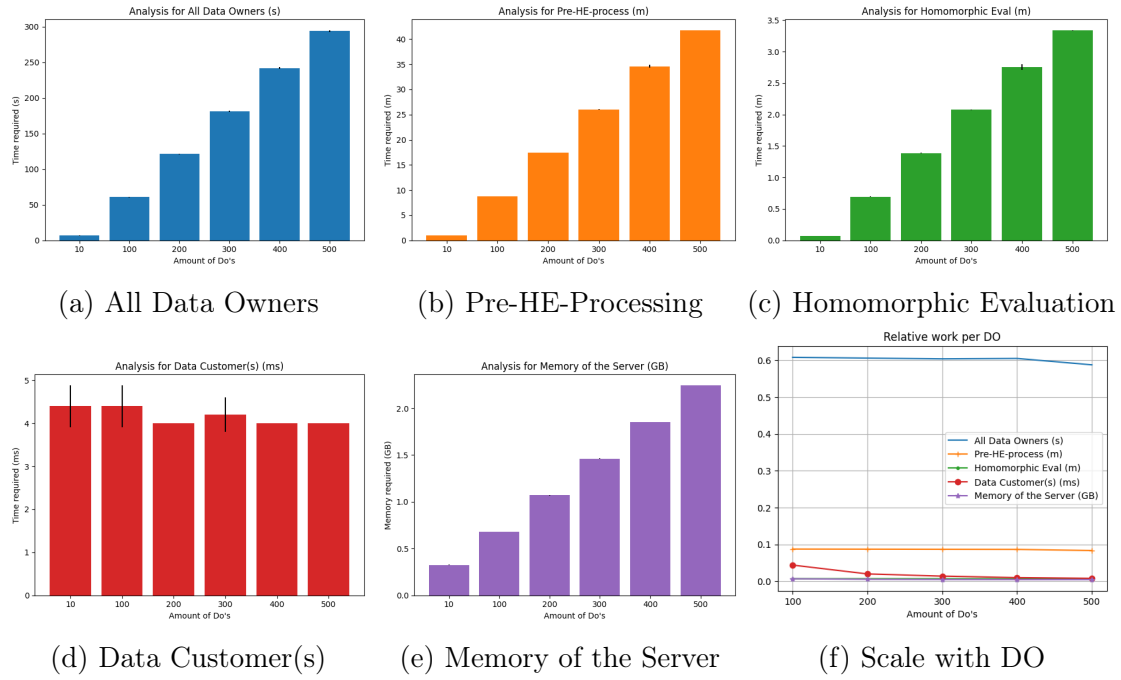 Analysis for All Data Owners (s)
300
250
200
150
100
50
0
Time required (s)
10 100 200 300 400 500
Amount of Do's
(a) All Data Owners
Analysis for Pre-HE-process (m)
40
35
30
25
20
15
10
5
0
Time required (m)
10 100 200 300 400 500
Amount of Do's
(b) Pre-HE-Processing
Analysis for Homomorphic Eval (m)
3.5
3.0
2.5
2.0
1.5
1.0
0.5
0.0
Time required (m)
10 100 200 300 400 500
Amount of Do's
(c) Homomorphic Evaluation
Analysis for Data Customer(s) (ms)
5
4
3
2
1
0
Time required (ms)
10 100 200 300 400 500
Amount of Do's
(d) Data Customer(s)
Analysis for Memory of the Server (GB)
2.0
1.5
1.0
0.5
0.0
Memory required (GB)
10 100 200 300 400 500
Amount of Do's
(e) Memory of the Server
Relative work per DO
0.6
0.5
0.4
0.3
0.2
0.1
0.0
All Data Owners (s)
Pre-HE-process (m)
Homomorphic Eval (m)
Data Customer(s) (ms)
Memory of the Server (GB)
100 200 300 400 500
Amount of Do's
(f) Scale with DO